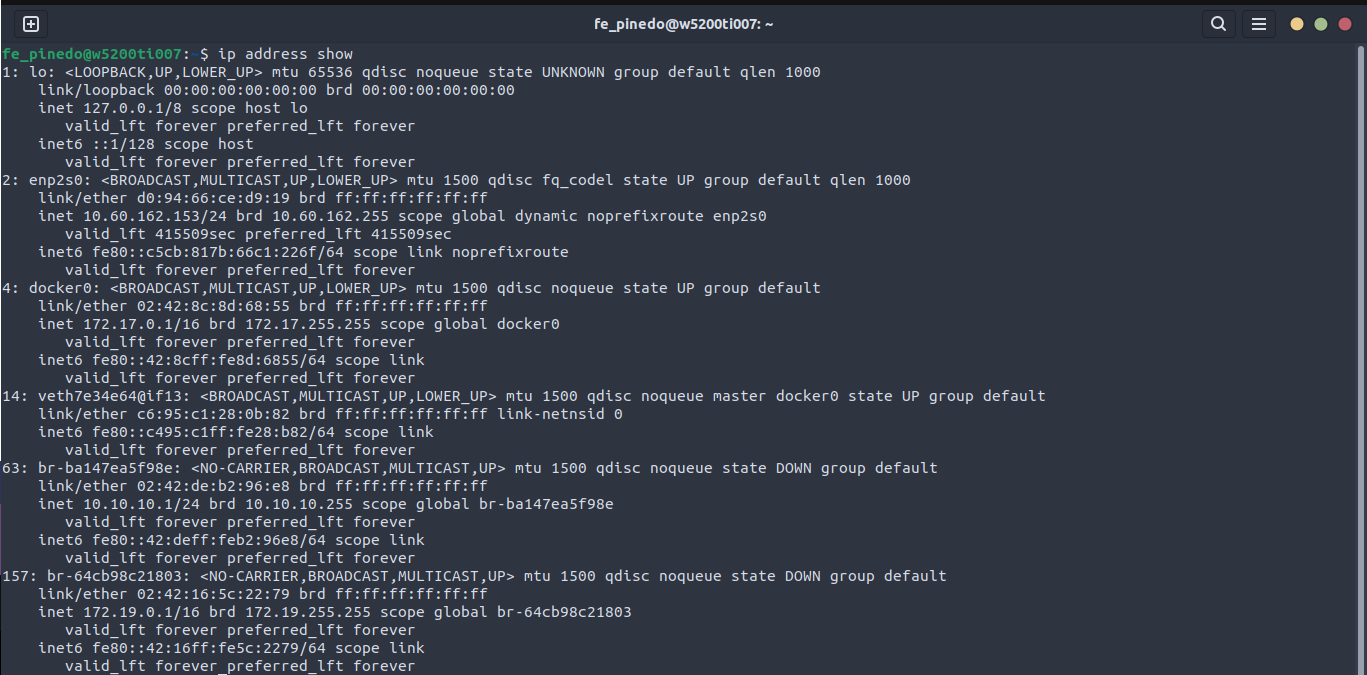 fe_pinedo@w5200ti007: ~
fe_pinedo@w5200ti007:~$ ip address show
1: lo: <LOOPBACK,UP,LOWER_UP> mtu 65536 qdisc noqueue state UNKNOWN group default qlen 1000
    link/loopback 00:00:00:00:00:00 brd 00:00:00:00:00:00
    inet 127.0.0.1/8 scope host lo
       valid_lft forever preferred_lft forever
    inet6 ::1/128 scope host
       valid_lft forever preferred_lft forever
2: enp2s0: <BROADCAST,MULTICAST,UP,LOWER_UP> mtu 1500 qdisc fq_codel state UP group default qlen 1000
    link/ether d0:94:66:ce:d9:19 brd ff:ff:ff:ff:ff:ff
    inet 10.60.162.153/24 brd 10.60.162.255 scope global dynamic noprefixroute enp2s0
       valid_lft 415509sec preferred_lft 415509sec
    inet6 fe80::c5cb:817b:66c1:226f/64 scope link noprefixroute
       valid_lft forever preferred_lft forever
4: docker0: <BROADCAST,MULTICAST,UP,LOWER_UP> mtu 1500 qdisc noqueue state UP group default
    link/ether 02:42:8c:8d:68:55 brd ff:ff:ff:ff:ff:ff
    inet 172.17.0.1/16 brd 172.17.255.255 scope global docker0
       valid_lft forever preferred_lft forever
    inet6 fe80::42:8cff:fe8d:6855/64 scope link
       valid_lft forever preferred_lft forever
14: veth7e34e64@if13: <BROADCAST,MULTICAST,UP,LOWER_UP> mtu 1500 qdisc noqueue master docker0 state UP group default
    link/ether c6:95:c1:28:0b:82 brd ff:ff:ff:ff:ff:ff link-netnsid 0
    inet6 fe80::c495:c1ff:fe28:b82/64 scope link
       valid_lft forever preferred_lft forever
63: br-ba147ea5f98e: <NO-CARRIER,BROADCAST,MULTICAST,UP> mtu 1500 qdisc noqueue state DOWN group default
    link/ether 02:42:de:b2:96:e8 brd ff:ff:ff:ff:ff:ff
    inet 10.10.10.1/24 brd 10.10.10.255 scope global br-ba147ea5f98e
       valid_lft forever preferred_lft forever
    inet6 fe80::42:deff:feb2:96e8/64 scope link
       valid_lft forever preferred_lft forever
157: br-64cb98c21803: <NO-CARRIER,BROADCAST,MULTICAST,UP> mtu 1500 qdisc noqueue state DOWN group default
    link/ether 02:42:16:5c:22:79 brd ff:ff:ff:ff:ff:ff
    inet 172.19.0.1/16 brd 172.19.255.255 scope global br-64cb98c21803
       valid_lft forever preferred_lft forever
    inet6 fe80::42:16ff:fe5c:2279/64 scope link
       valid_lft forever preferred_lft forever